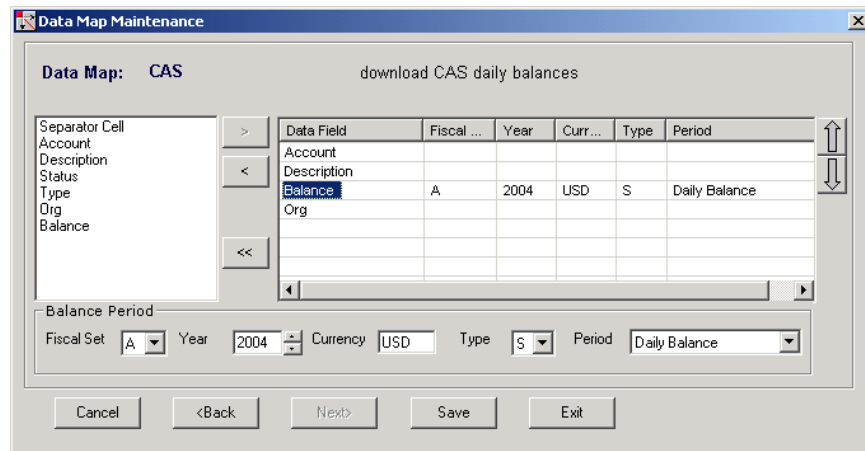 Data Map Maintenance
Data Map: CAS download CAS daily balances
Separator Cell
Account
Description
Status
Type
Org
Balance
>
<
<<
Data Field Fiscal ... Year Curr... Type Period
Account
Description
Balance A 2004 USD S Daily Balance
Org
Balance Period
Fiscal Set A Year 2004 Currency USD Type S Period Daily Balance
Cancel <Back Next> Save Exit